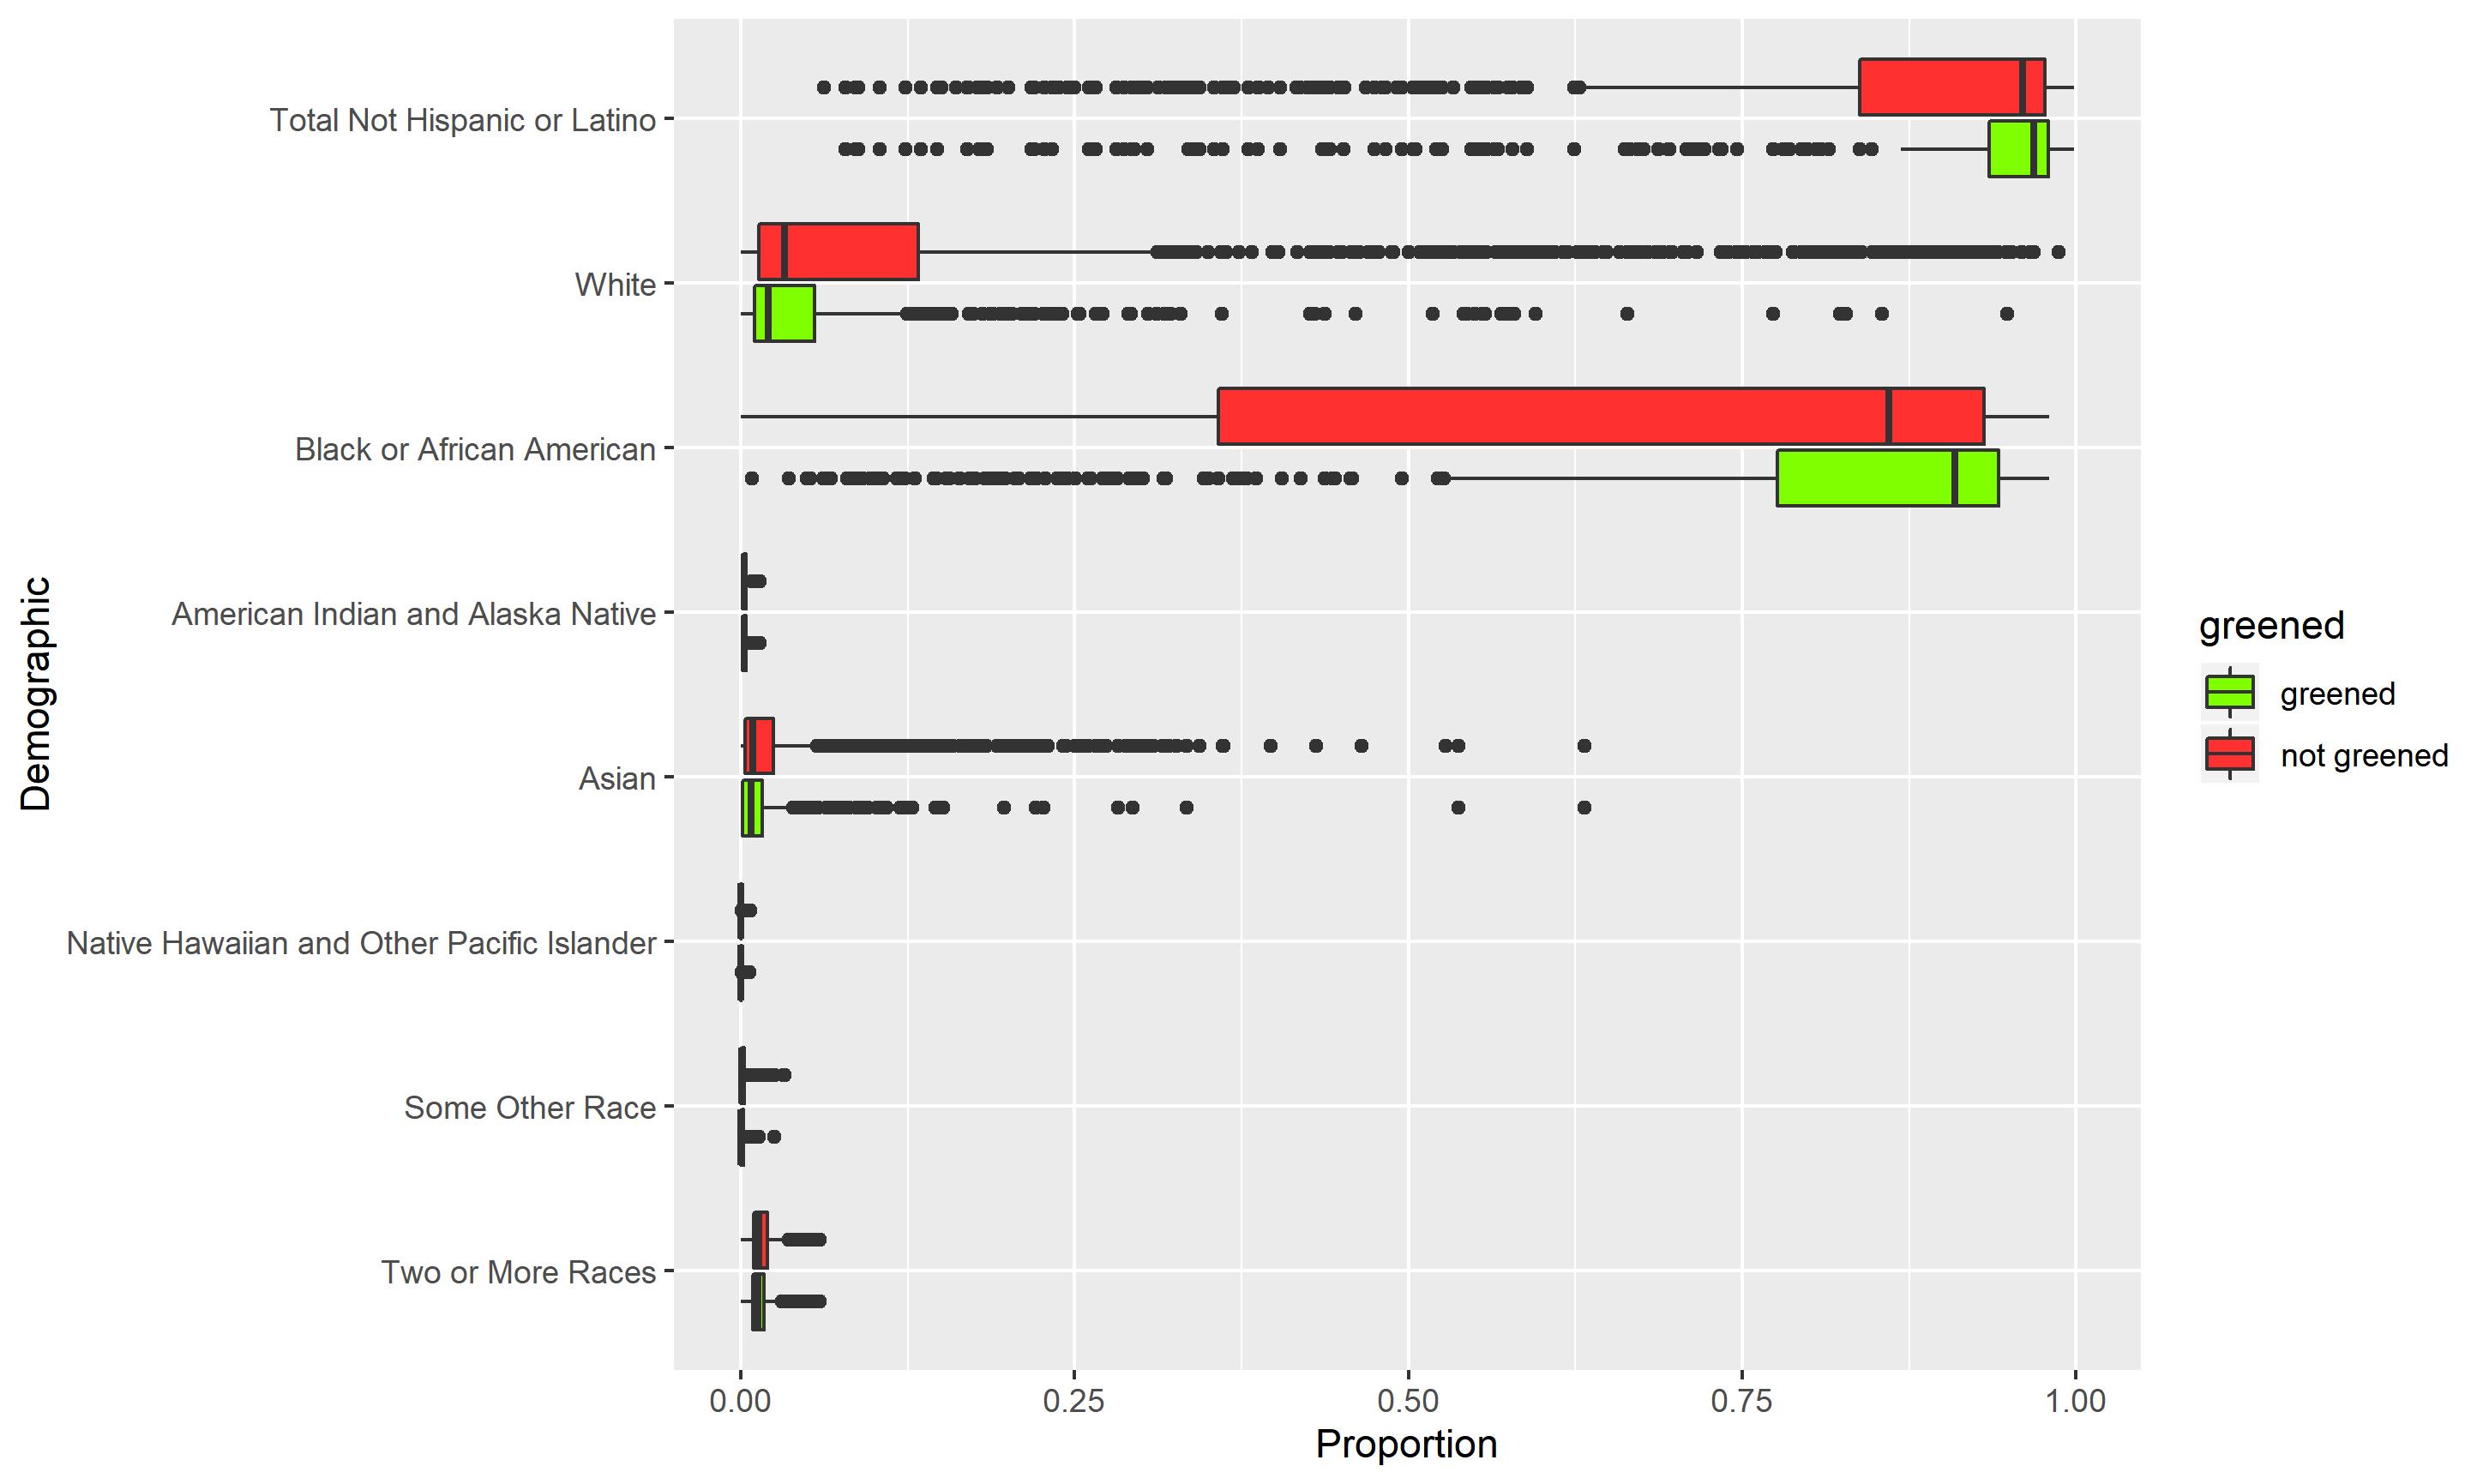 Total Not Hispanic or Latino
White
Black or African American
American Indian and Alaska Native
Asian
Native Hawaiian and Other Pacific Islander
Some Other Race
Two or More Races
Demographic
0.00
0.25
0.50
0.75
1.00
Proportion
greened
greened
not greened